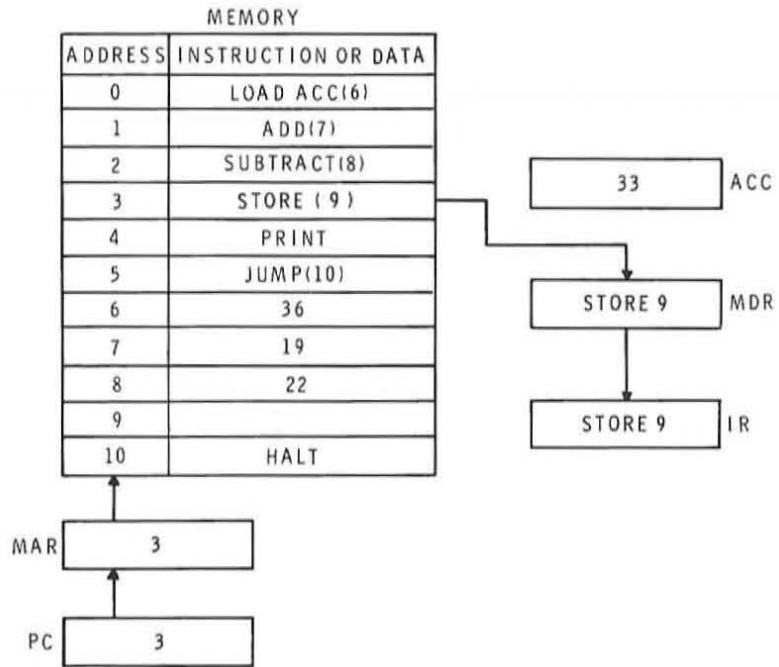 MEMORY
ADDRESS INSTRUCTION OR DATA
0 LOAD ACC(6)
1 ADD(7)
2 SUBTRACT(8)
3 STORE (9)
4 PRINT
5 JUMP(10)
6 36
7 19
8 22
9
10 HALT
33 ACC
STORE 9 MDR
STORE 9 IR
MAR 3
PC 3